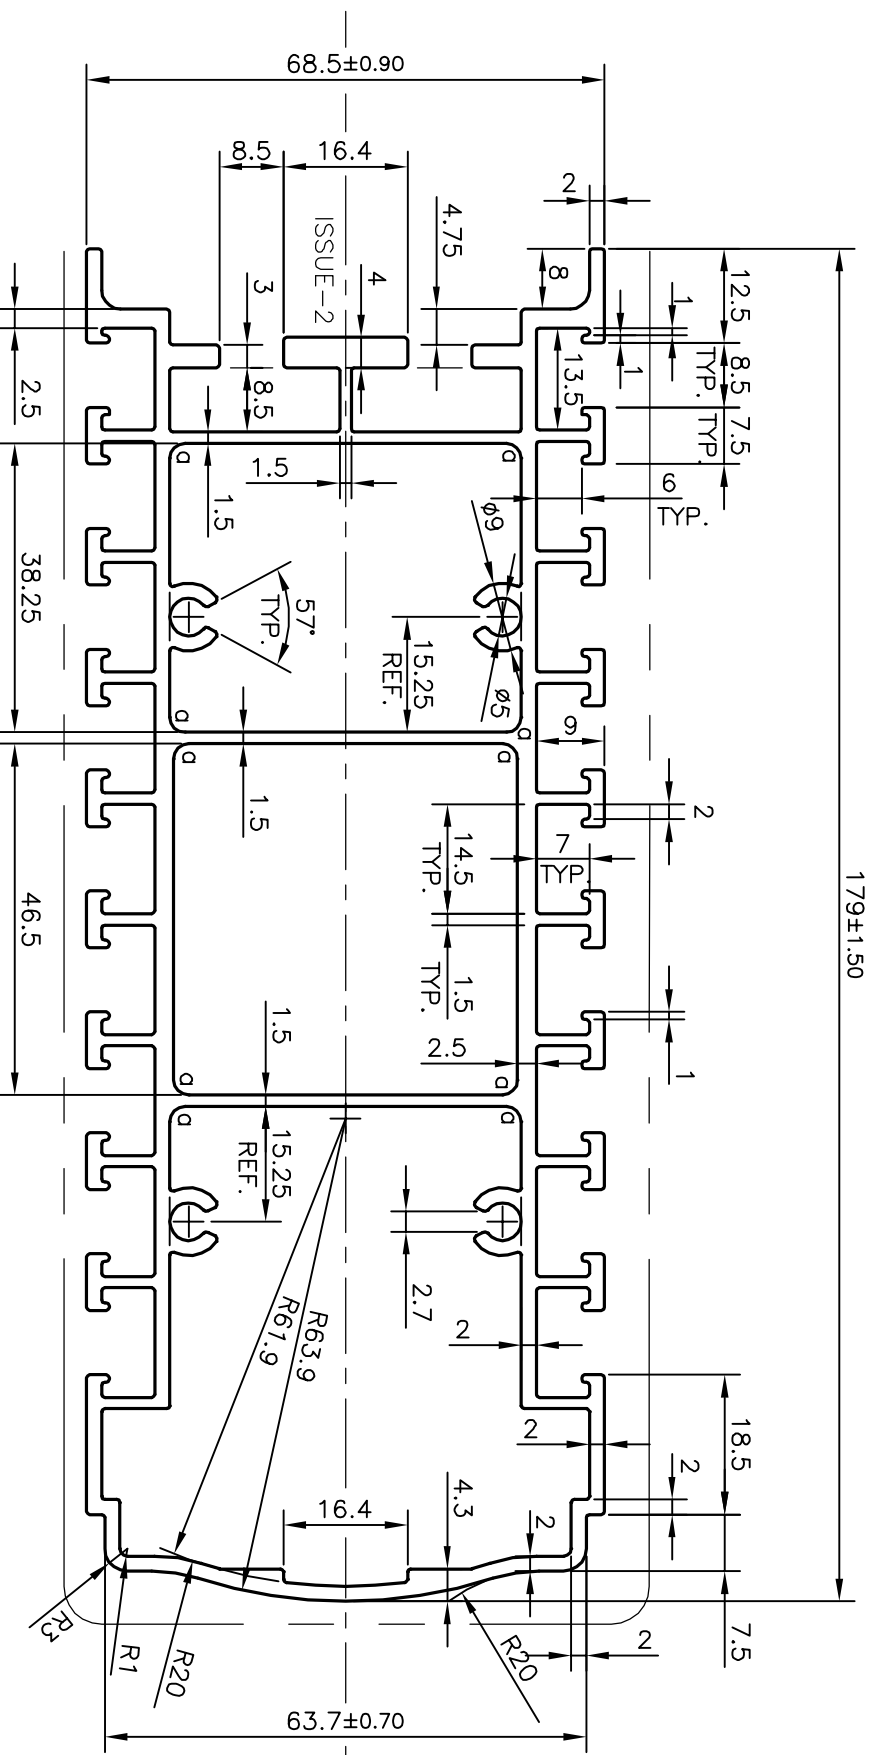 68.5±0.90
8.5
16.4
2
4.75
ISSUE-2
8
12.5
1
3
4
1
8.5
TYP.
13.5
8.5
7.5
TYP.
2.5
a
a
1.5
1.5
6
TYP.
ø9
38.25
57°
TYP.
15.25
REF.
ø5
a
a
9
a
a
1.5
2
14.5
TYP.
7
TYP.
179±1.50
46.5
1.5
TYP.
1.5
2.5
1
a
a
a
a
15.25
REF.
2.7
R63.9
R61.9
2
2
18.5
2
4.3
16.4
2
R3
R1
R20
R20
2
7.5
63.7±0.70